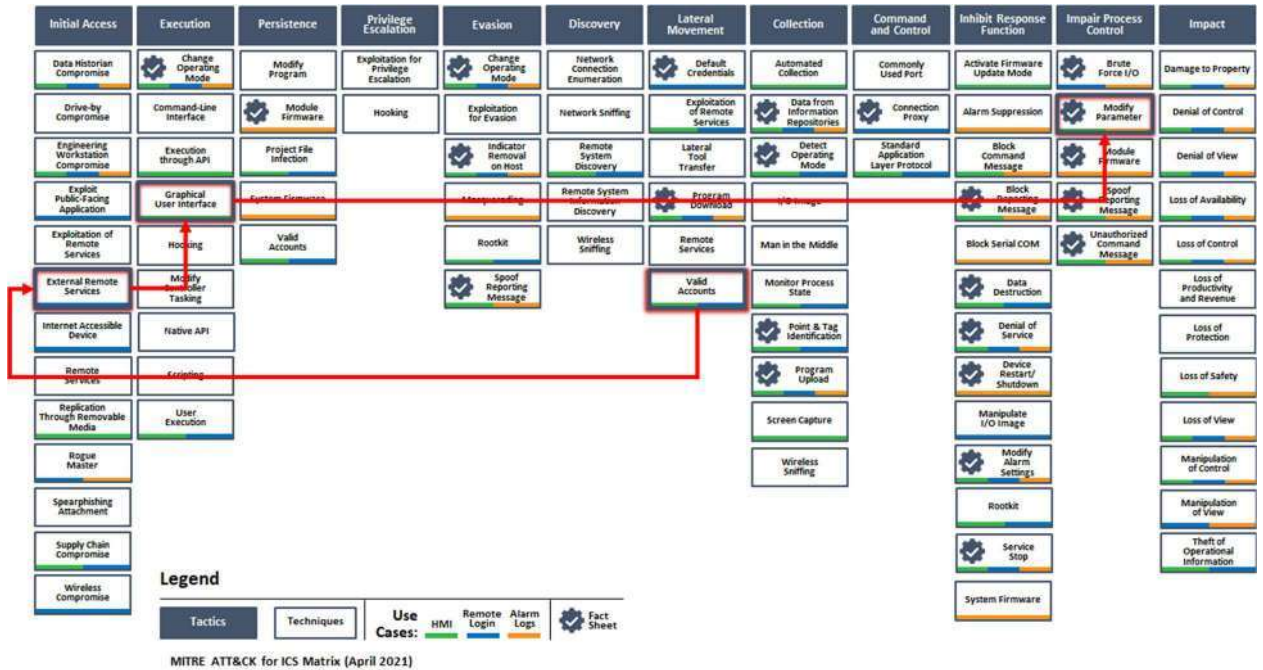 Initial Access
Execution
Persistence
Privilege
Escalation
Evasion
Discovery
Lateral
Movement
Collection
Command
and Control
Inhibit Response
Function
Impair Process
Control
Impact
Data Historian
Compromise
Drive-by
Compromise
Engineering
Workstation
Compromise
Exploit
Public-Facing
Application
Exploitation of
Remote
Services
External Remote
Services
Internet Accessible
Device
Remote
Services
Replication
Through Removable
Media
Rogue
Master
Spearphishing
Attachment
Supply Chain
Compromise
Wireless
Compromise
Change
Operating
Mode
Command-Line
Interface
Execution
through API
Graphical
User Interface
Hooking
Modify
Controller
Tasking
Native API
Scripting
User
Execution
Modify
Program
Module
Firmware
Project File
Infection
System Firmware
Valid
Accounts
Exploitation for
Privilege
Escalation
Hooking
Change
Operating
Mode
Exploitation
for Evasion
Indicator
Removal
on Host
Masquerading
Rootkit
Spoof
Reporting
Message
Network
Connection
Enumeration
Network Sniffing
Remote
System
Discovery
Remote System
Information
Discovery
Wireless
Sniffing
Default
Credentials
Exploitation
of Remote
Services
Lateral
Tool
Transfer
Program
Download
Remote
Services
Valid
Accounts
Automated
Collection
Data from
Information
Repositories
Detect
Operating
Mode
I/O Image
Man in the Middle
Monitor Process
State
Point & Tag
Identification
Program
Upload
Screen Capture
Wireless
Sniffing
Commonly
Used Port
Connection
Proxy
Standard
Application
Layer Protocol
Activate Firmware
Update Mode
Alarm Suppression
Block
Command
Message
Block
Reporting
Message
Block Serial COM
Data
Destruction
Denial of
Service
Device
Restart/
Shutdown
Manipulate
I/O Image
Modify
Alarm
Settings
Rootkit
Service
Stop
System Firmware
Brute
Force I/O
Modify
Parameter
Module
Firmware
Spoof
Reporting
Message
Unauthorized
Command
Message
Damage to Property
Denial of Control
Denial of View
Loss of Availability
Loss of Control
Loss of
Productivity
and Revenue
Loss of
Protection
Loss of Safety
Loss of View
Manipulation
of Control
Manipulation
of View
Theft of
Operational
Information
Legend
Tactics
Techniques
Use
Cases:
HMI
Remote
Login
Alarm
Logs
Fact
Sheet
MITRE ATT&CK for ICS Matrix (April 2021)